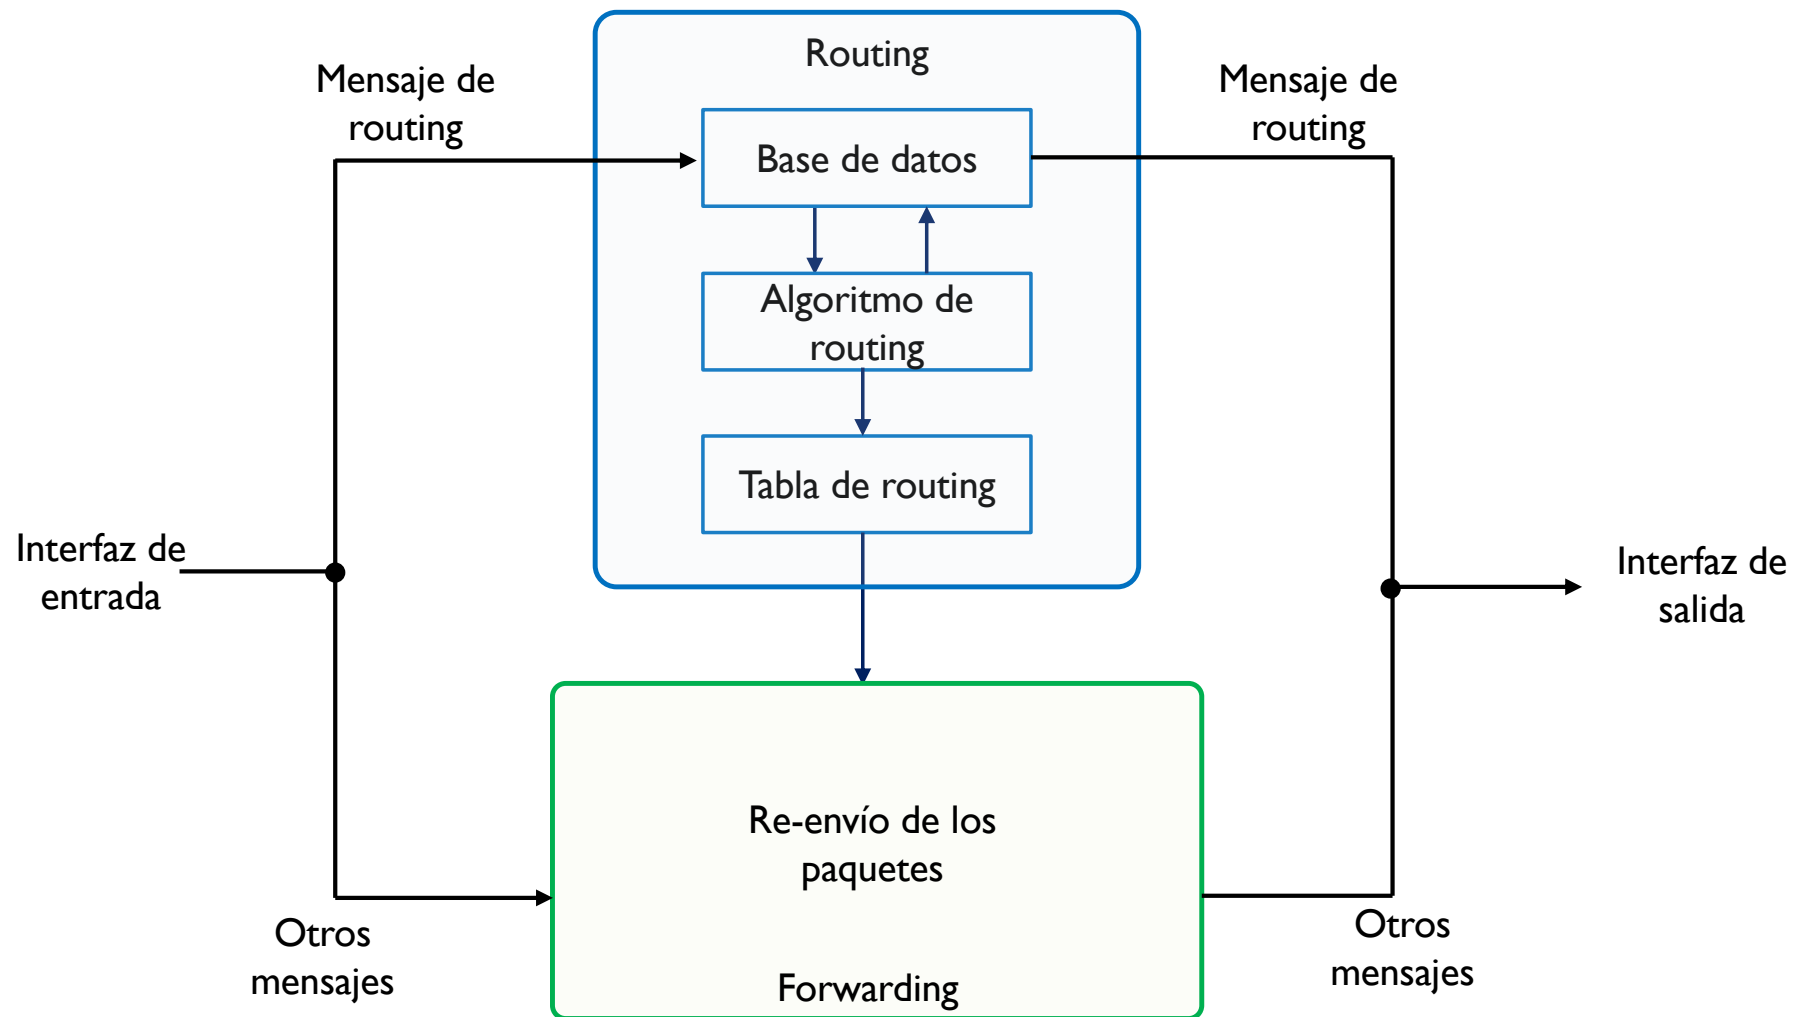 Routing
Mensaje de
routing
Mensaje de
routing
Base de datos
Algoritmo de
routing
Tabla de routing
Interfaz de
entrada
Interfaz de
salida
Re-envío de los
paquetes
Otros
mensajes
Otros
mensajes
Forwarding